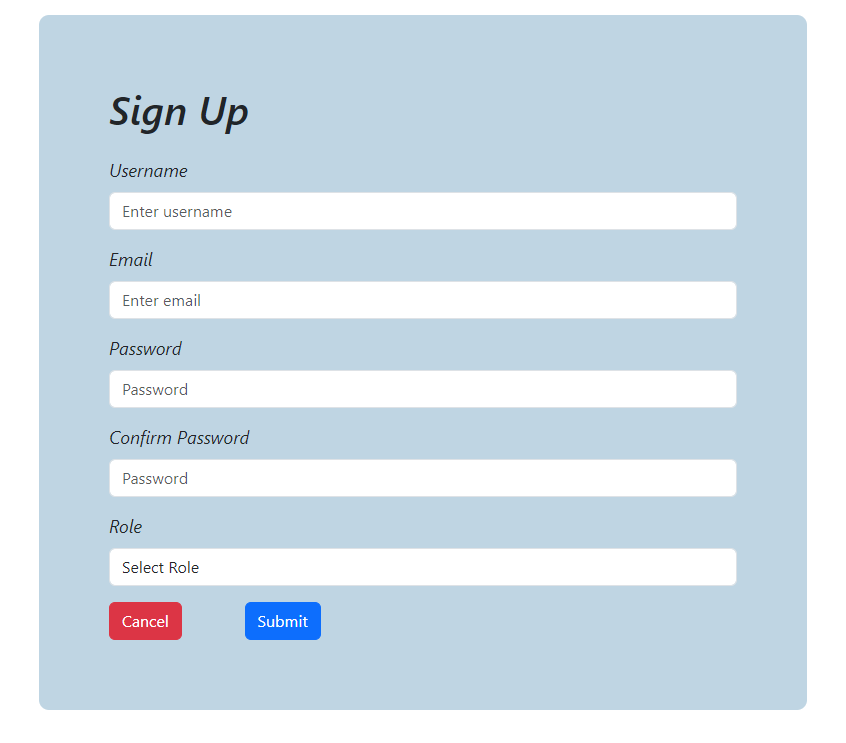 Sign Up
Username
Enter username
Email
Enter email
Password
Password
Confirm Password
Password
Role
Select Role
Cancel Submit